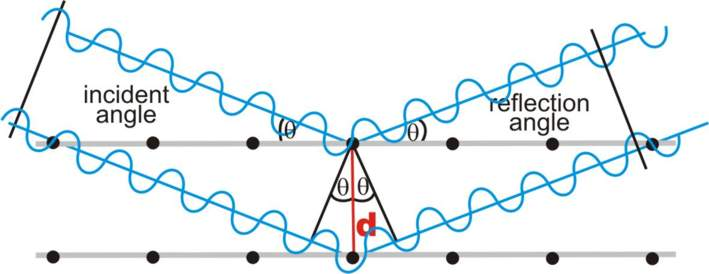 incident
angle
(θ
θ)
reflection
angle
θ θ
d